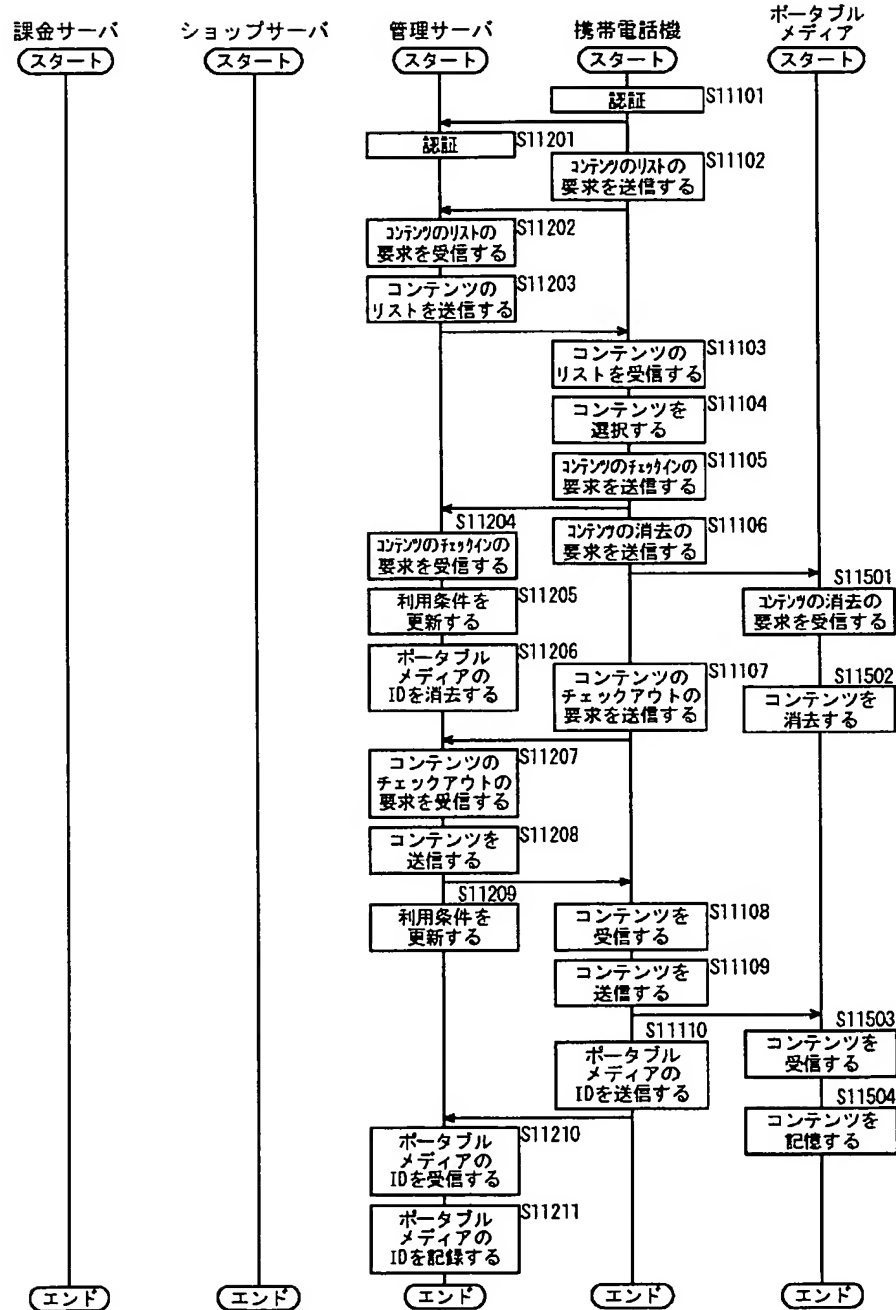 課金サーバ
ショップサーバ
管理サーバ
携帯電話機
ポータブル
メディア
スタート
スタート
スタート
スタート
スタート
認証
S11101
認証
S11201
コンテンツのリストの
要求を送信する
S11102
コンテンツのリストの
要求を受信する
S11202
コンテンツの
リストを送信する
S11203
コンテンツの
リストを受信する
S11103
コンテンツを
選択する
S11104
コンテンツのチェックインの
要求を送信する
S11105
S11204
コンテンツのチェックインの
要求を受信する
コンテンツの消去の
要求を送信する
S11106
S11501
コンテンツの消去の
要求を受信する
利用条件を
更新する
S11205
ポータブル
メディアの
IDを消去する
S11206
コンテンツの
チェックアウトの
要求を送信する
S11107
S11502
コンテンツを
消去する
コンテンツの
チェックアウトの
要求を受信する
S11207
コンテンツを
送信する
S11208
S11209
利用条件を
更新する
コンテンツを
受信する
S11108
コンテンツを
送信する
S11109
S11503
コンテンツを
受信する
S11110
ポータブル
メディアの
IDを送信する
S11504
コンテンツを
記憶する
ポータブル
メディアの
IDを受信する
S11210
ポータブル
メディアの
IDを記録する
S11211
エンド
エンド
エンド
エンド
エンド